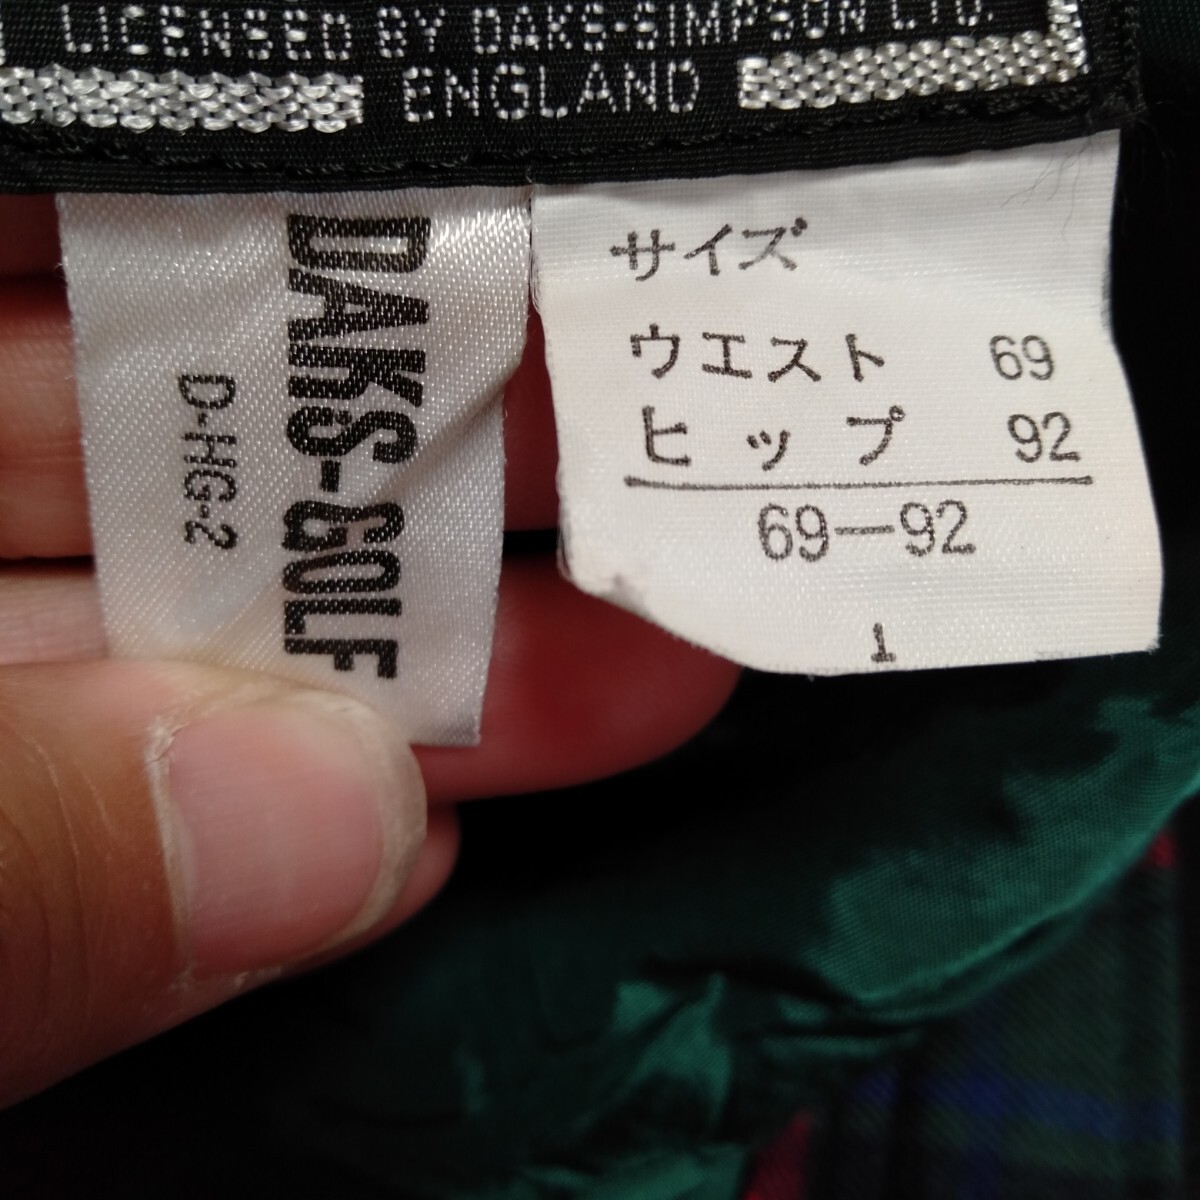 LICENSED BY DAKS-SIMPSON LTD.
ENGLAND
DAKS-GOLF
D-HG-2
サイズ
ウエスト 69
ヒップ 92
69-92
1